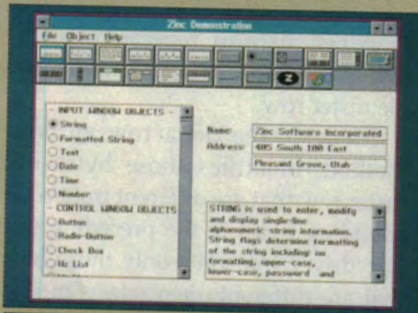 Zinc Demonstration
File Object Help
Z
- INPUT WINDOW OBJECTS -
String
Formatted String
Text
Date
Time
Number
- CONTROL WINDOW OBJECTS
Button
Radio-Button
Check Box
Hz List
Name: Zinc Software Incorporated
Address: 405 South 100 East
Pleasant Grove, Utah
STRING is used to enter, modify
and display single-line
alphanumeric string information.
String flags determine formatting
of the string including: no
formatting, upper-case,
lower-case, password and